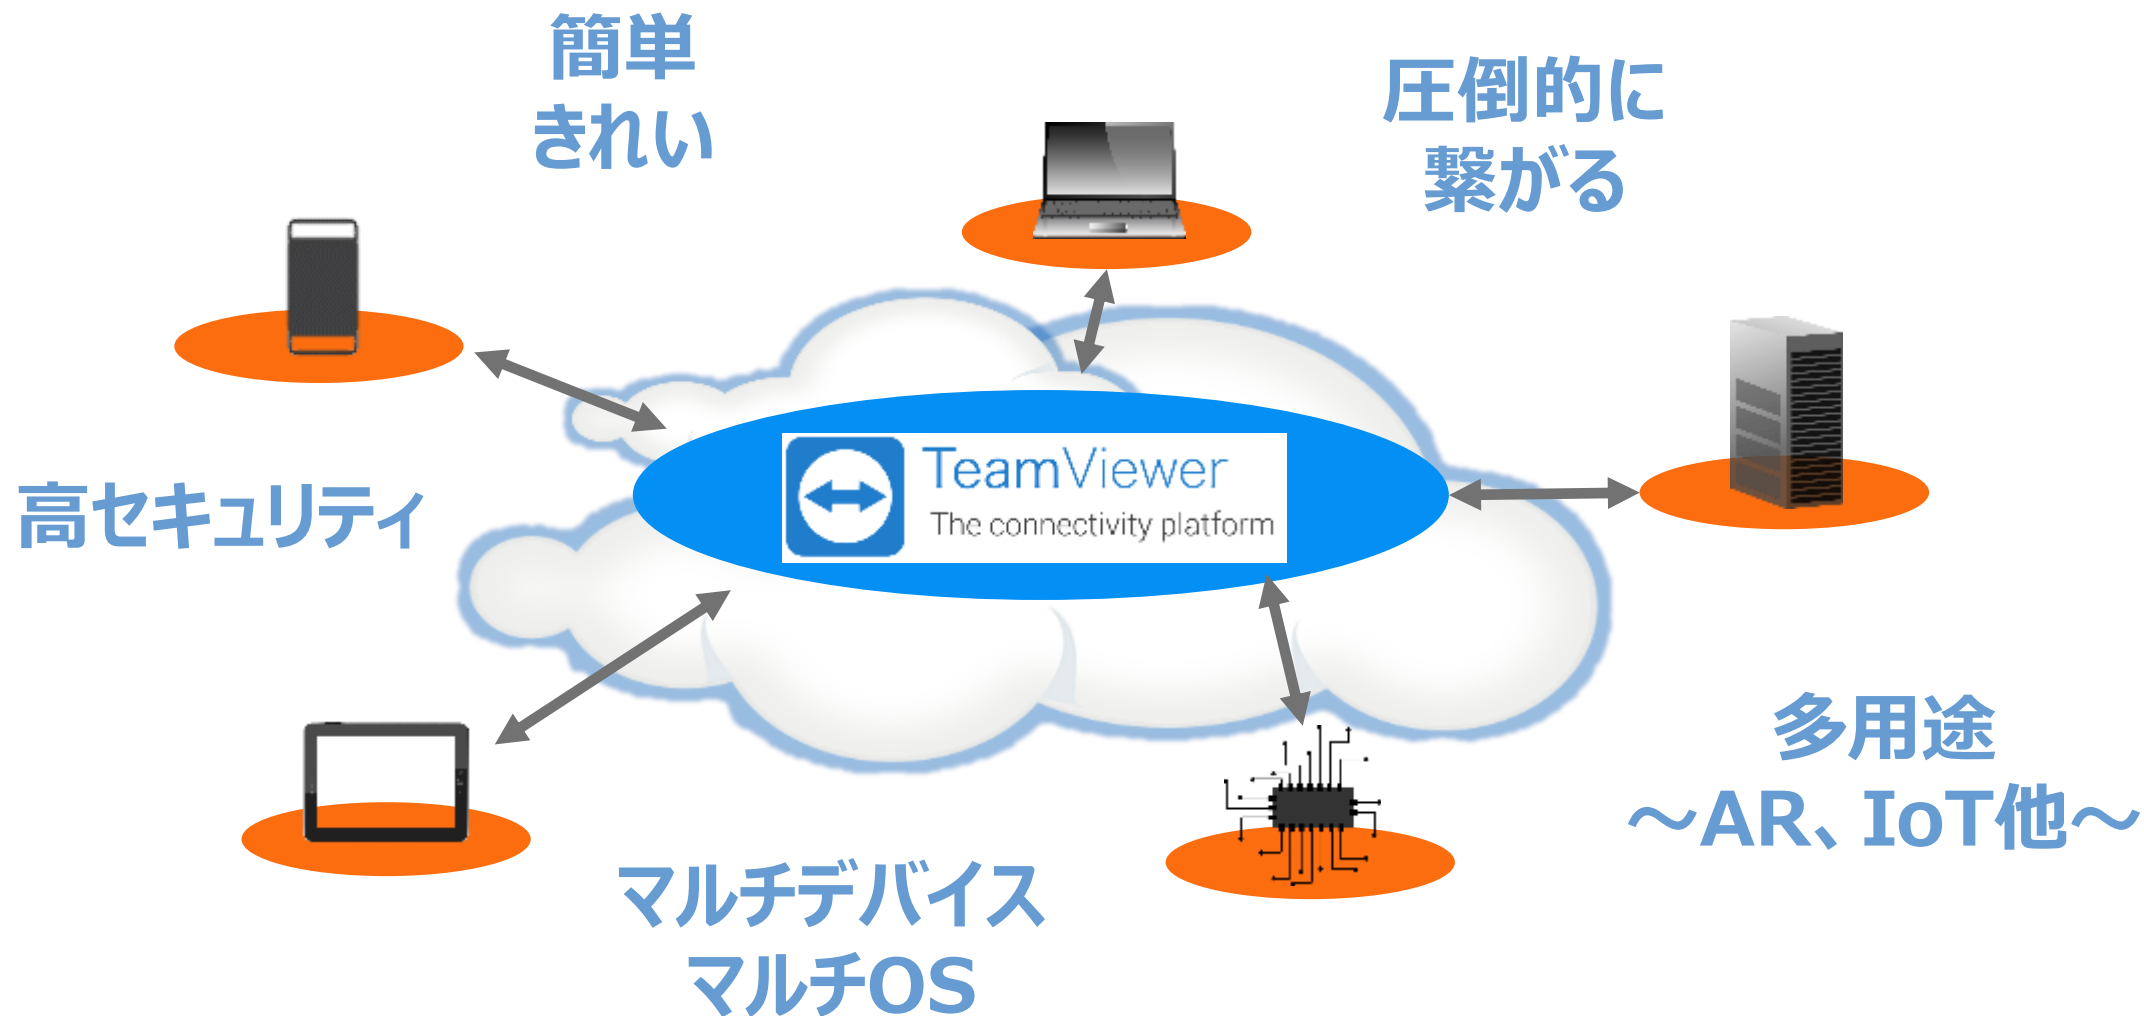 簡単
きれい
圧倒的に
繋がる
TeamViewer
The connectivity platform
高セキュリティ
多用途
～AR、IoT他～
マルチデバイス
マルチOS